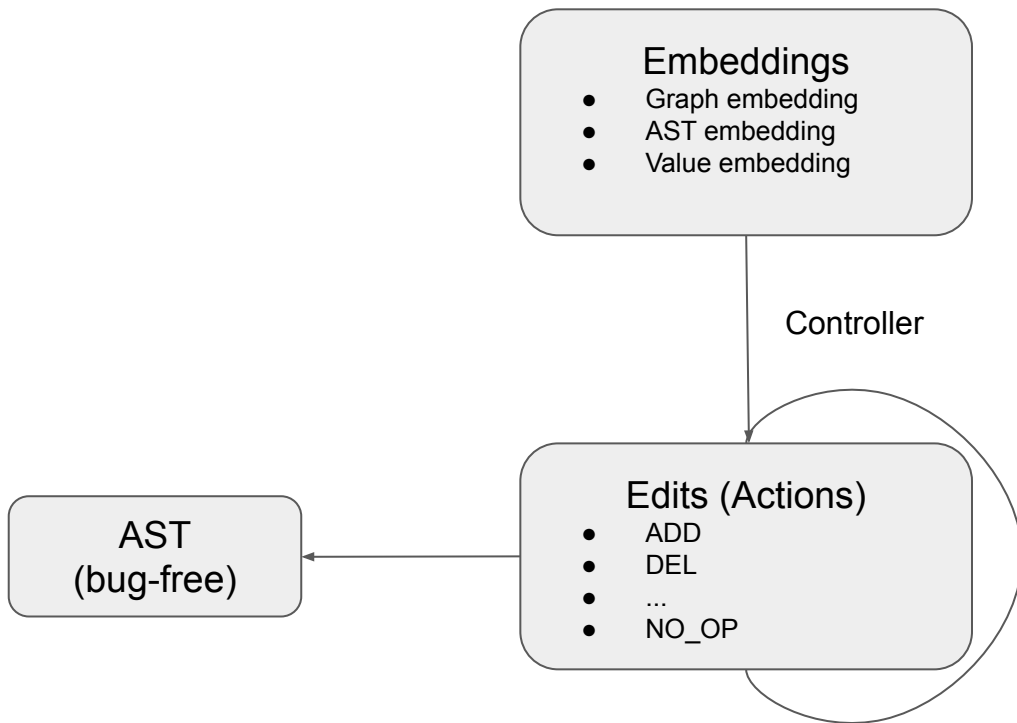 Embeddings
● Graph embedding
● AST embedding
● Value embedding
Controller
Edits (Actions)
● ADD
● DEL
● ...
● NO_OP
AST
(bug-free)